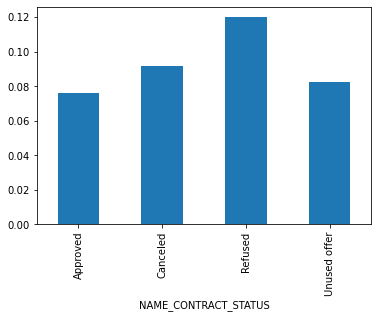 0.12
0.10
0.08
0.06
0.04
0.02
0.00
Approved
Canceled
Refused
Unused offer
NAME_CONTRACT_STATUS